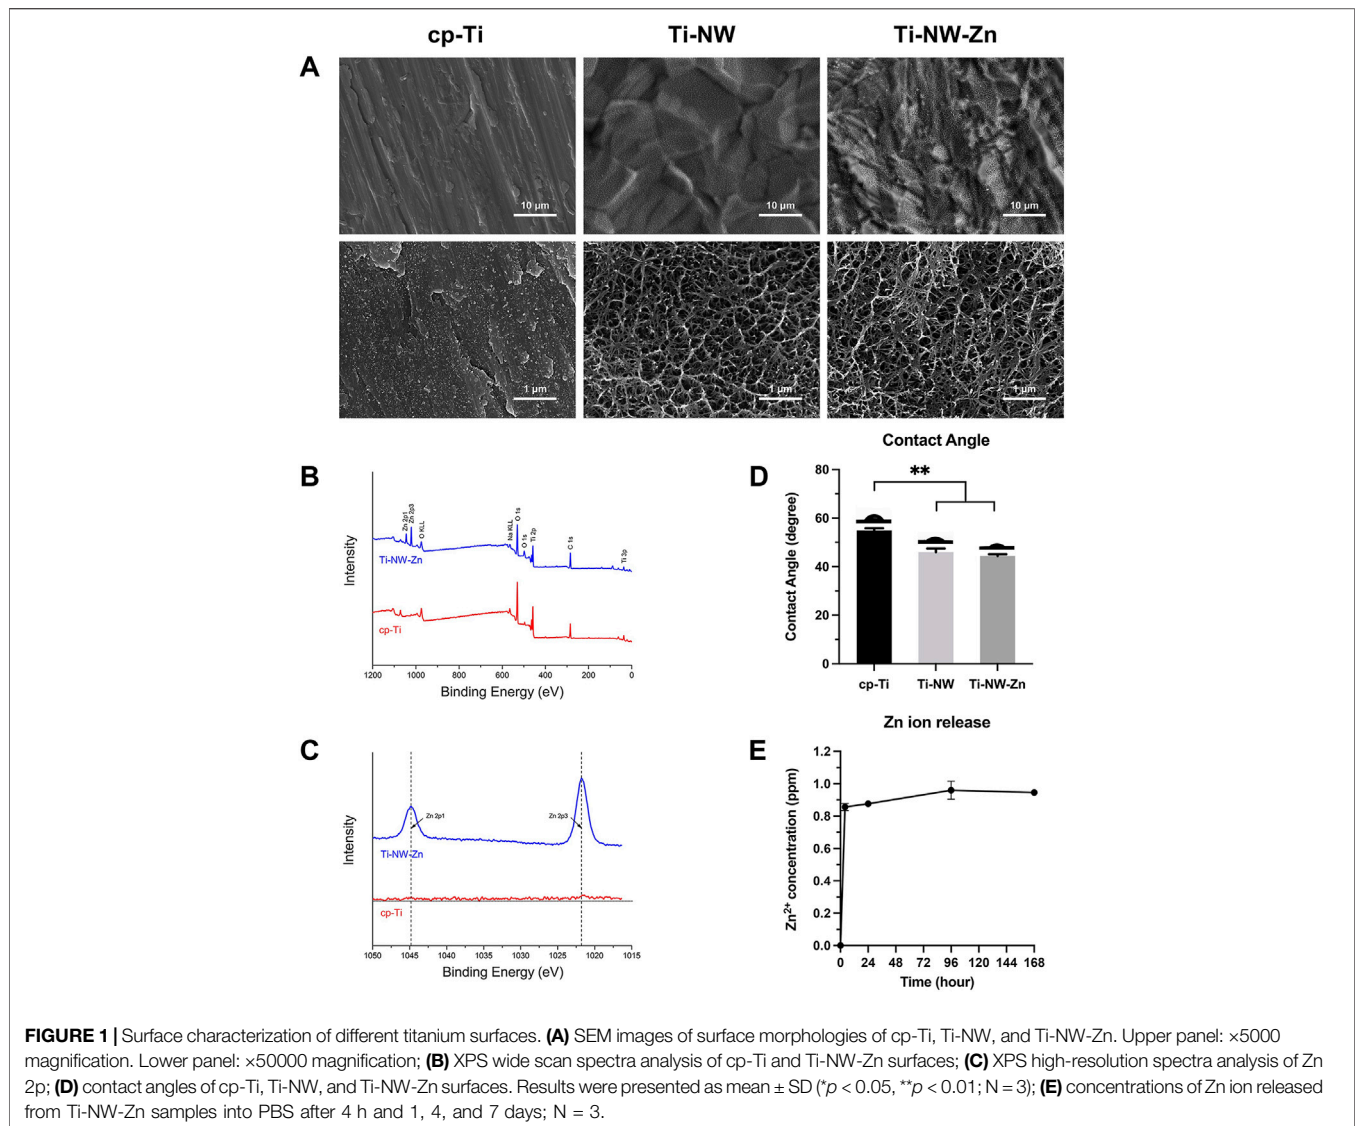 cp-Ti Ti-NW Ti-NW-Zn
A
10 µm 10 µm 10 µm
1 µm 1 µm 1 µm
B
Zn 2p1
Zn 2p3
O KLL
Na KLL
O 1s
O 1s
Ti 2p
C 1s
Ti 3p
Ti-NW-Zn
cp-Ti
Intensity
1200 1000 800 600 400 200 0
Binding Energy (eV)
D
Contact Angle
Contact Angle (degree)
80
60
40
20
0
**
cp-Ti Ti-NW Ti-NW-Zn
C
Zn 2p1
Zn 2p3
Ti-NW-Zn
cp-Ti
Intensity
1050 1045 1040 1035 1030 1025 1020 1015
Binding Energy (eV)
E
Zn ion release
Zn2+ concentration (ppm)
1.2
1.0
0.8
0.6
0.4
0.2
0.0
0 24 48 72 96 120 144 168
Time (hour)
FIGURE 1 | Surface characterization of different titanium surfaces. (A) SEM images of surface morphologies of cp-Ti, Ti-NW, and Ti-NW-Zn. Upper panel: ×5000
magnification. Lower panel: ×50000 magnification; (B) XPS wide scan spectra analysis of cp-Ti and Ti-NW-Zn surfaces; (C) XPS high-resolution spectra analysis of Zn
2p; (D) contact angles of cp-Ti, Ti-NW, and Ti-NW-Zn surfaces. Results were presented as mean ± SD (*p < 0.05, **p < 0.01; N = 3); (E) concentrations of Zn ion released
from Ti-NW-Zn samples into PBS after 4 h and 1, 4, and 7 days; N = 3.